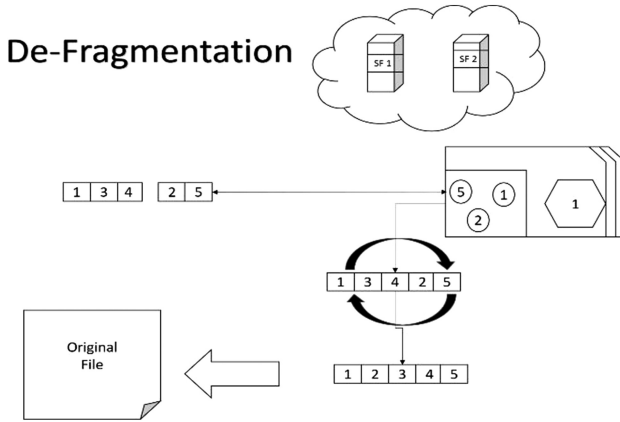 De-Fragmentation
SF 1 SF 2
1 3 4 2 5
5 1
2
1
1 3 4 2 5
Original
File
1 2 3 4 5